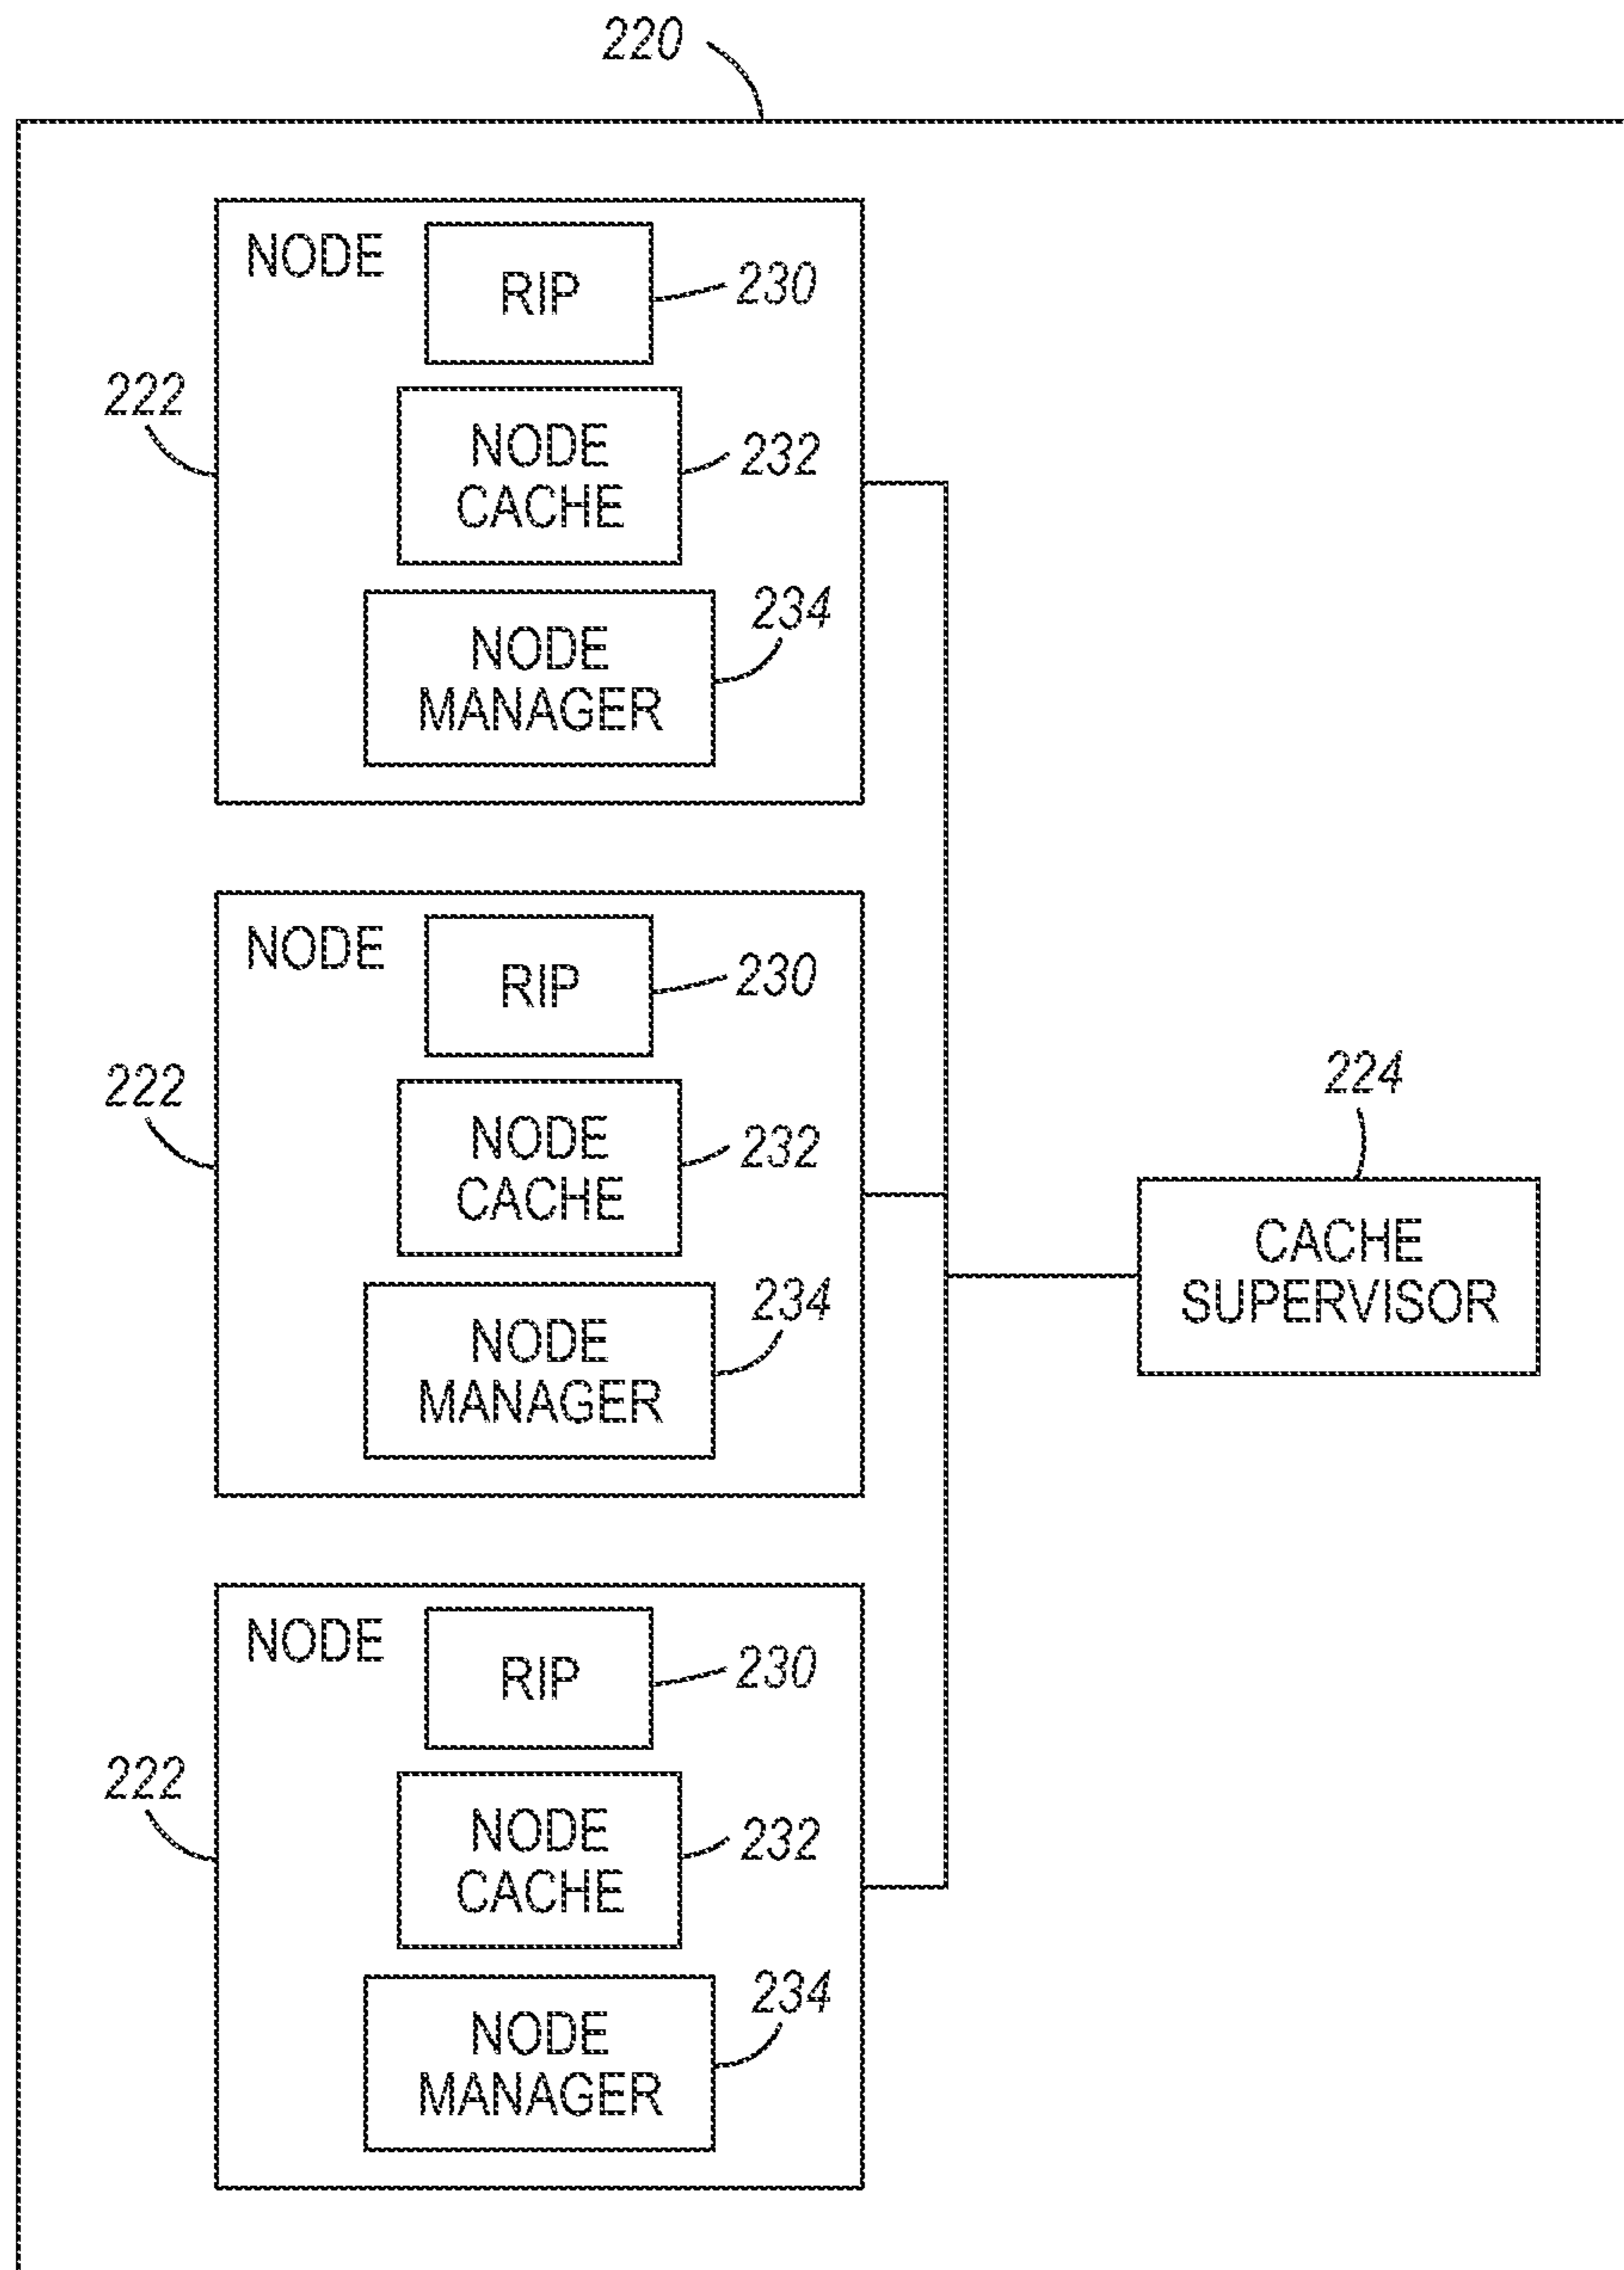 220
NODE
RIP
230
222
NODE
CACHE
232
234
NODE
MANAGER
NODE
RIP
230
222
NODE
CACHE
232
234
NODE
MANAGER
224
CACHE
SUPERVISOR
NODE
RIP
230
222
NODE
CACHE
232
234
NODE
MANAGER